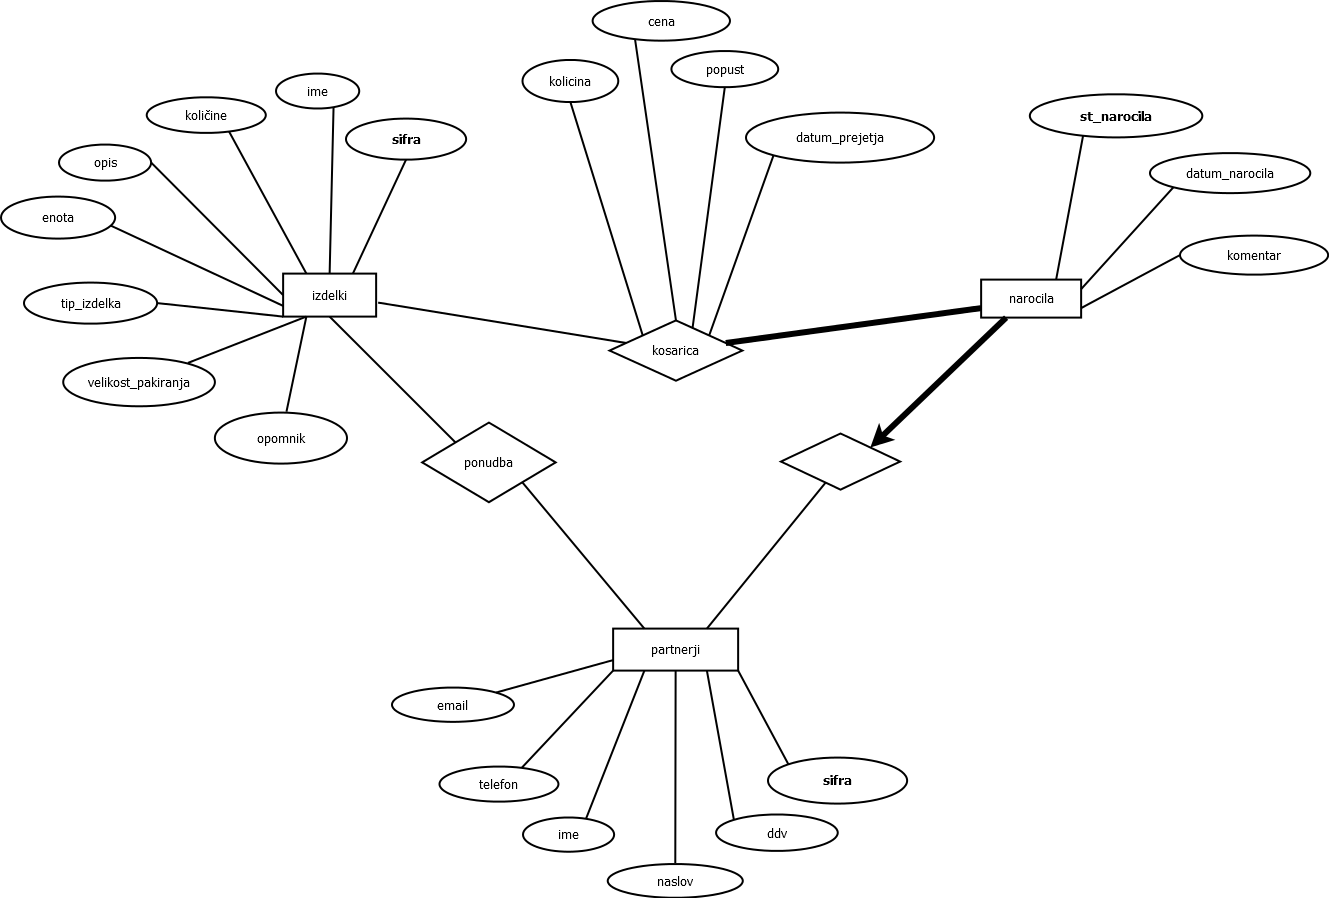 cena
kolicina
popust
ime
količine
sifra
st_narocila
datum_prejetja
opis
datum_narocila
enota
komentar
izdelki
tip_izdelka
narocila
kosarica
velikost_pakiranja
opomnik
ponudba
partnerji
email
telefon
sifra
ime
ddv
naslov